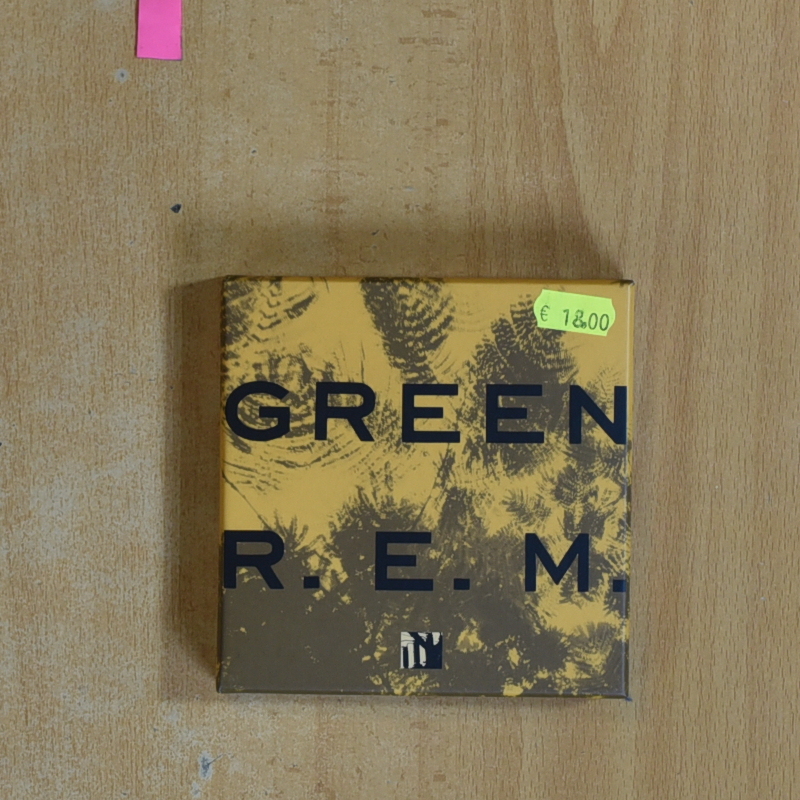 € 18.00
GREEN
R. E. M.